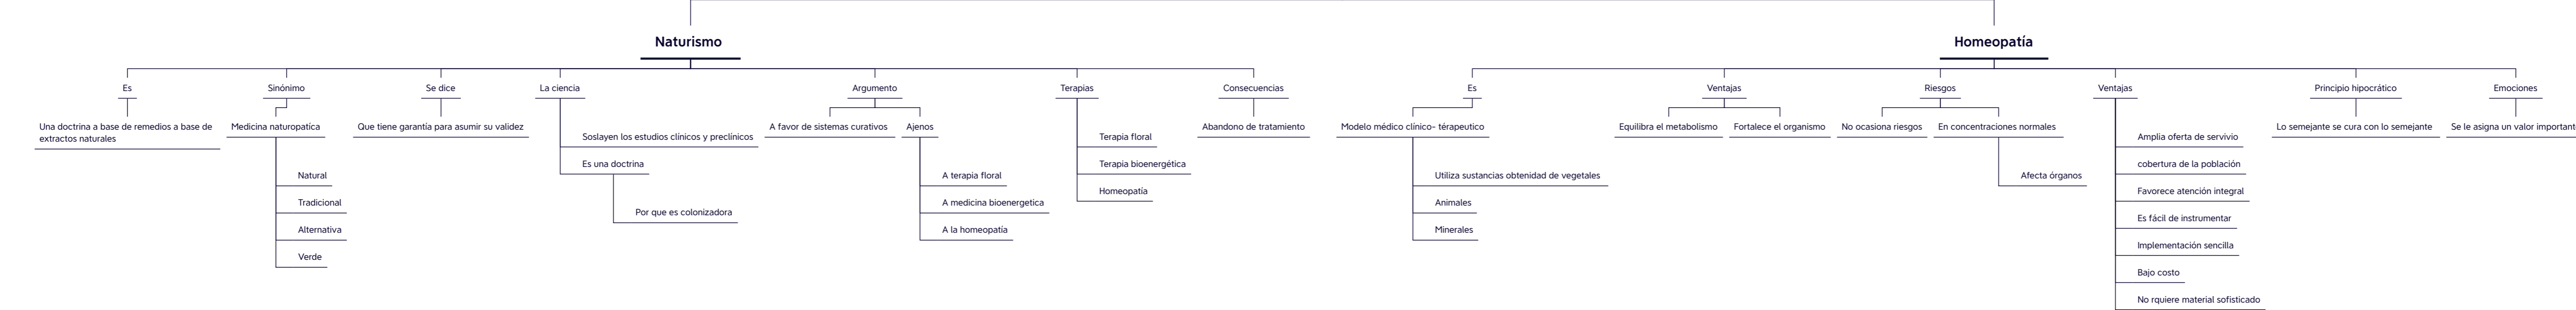 Naturismo
Es
Una doctrina a base de remedios a base de
extractos naturales
Sinónimo
Medicina naturopatíca
Natural
Tradicional
Alternativa
Verde
Se dice
Que tiene garantía para asumir su validez
La ciencia
Soslayen los estudios clínicos y preclínicos
Es una doctrina
Por que es colonizadora
Argumento
A favor de sistemas curativos
Ajenos
A terapia floral
A medicina bioenergetica
A la homeopatía
Terapias
Terapia floral
Terapia bioenergética
Homeopatía
Consecuencias
Abandono de tratamiento
Homeopatía
Es
Modelo médico clínico- térapeutico
Utiliza sustancias obtenidad de vegetales
Animales
Minerales
Ventajas
Equilibra el metabolismo
Fortalece el organismo
Riesgos
No ocasiona riesgos
En concentraciones normales
Afecta órganos
Ventajas
Amplia oferta de servivio
cobertura de la población
Favorece atención integral
Es fácil de instrumentar
Implementación sencilla
Bajo costo
No rquiere material sofisticado
Principio hipocrático
Lo semejante se cura con lo semejante
Emociones
Se le asigna un valor important